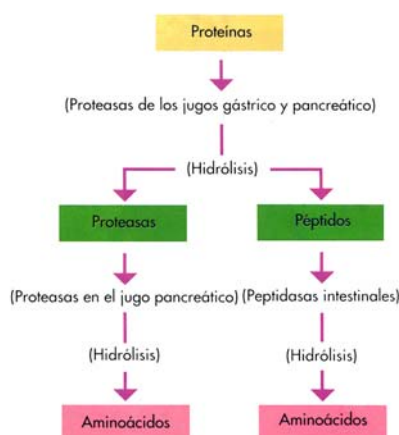 Proteínas
(Proteasas de los jugos gástrico y pancreático)
(Hidrólisis)
Proteasas
Péptidos
(Proteasas en el jugo pancreático)
(Peptidasas intestinales)
(Hidrólisis)
(Hidrólisis)
Aminoácidos
Aminoácidos